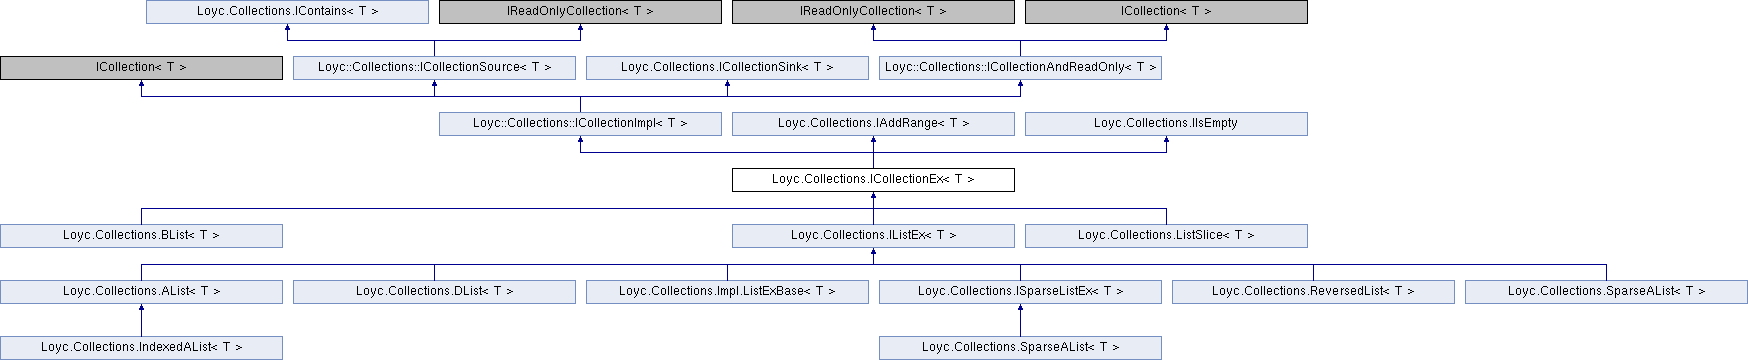 Loyc.Collections.IContains< T >
IReadOnlyCollection< T >
IReadOnlyCollection< T >
ICollection< T >
ICollection< T >
Loyc::Collections::ICollectionSource< T >
Loyc.Collections.ICollectionSink< T >
Loyc::Collections::ICollectionAndReadOnly< T >
Loyc::Collections::ICollectionImpl< T >
Loyc.Collections.IAddRange< T >
Loyc.Collections.IIsEmpty
Loyc.Collections.ICollectionEx< T >
Loyc.Collections.BList< T >
Loyc.Collections.IListEx< T >
Loyc.Collections.ListSlice< T >
Loyc.Collections.AList< T >
Loyc.Collections.DList< T >
Loyc.Collections.Impl.ListExBase< T >
Loyc.Collections.ISparseListEx< T >
Loyc.Collections.ReversedList< T >
Loyc.Collections.SparseAList< T >
Loyc.Collections.IndexedAList< T >
Loyc.Collections.SparseAList< T >